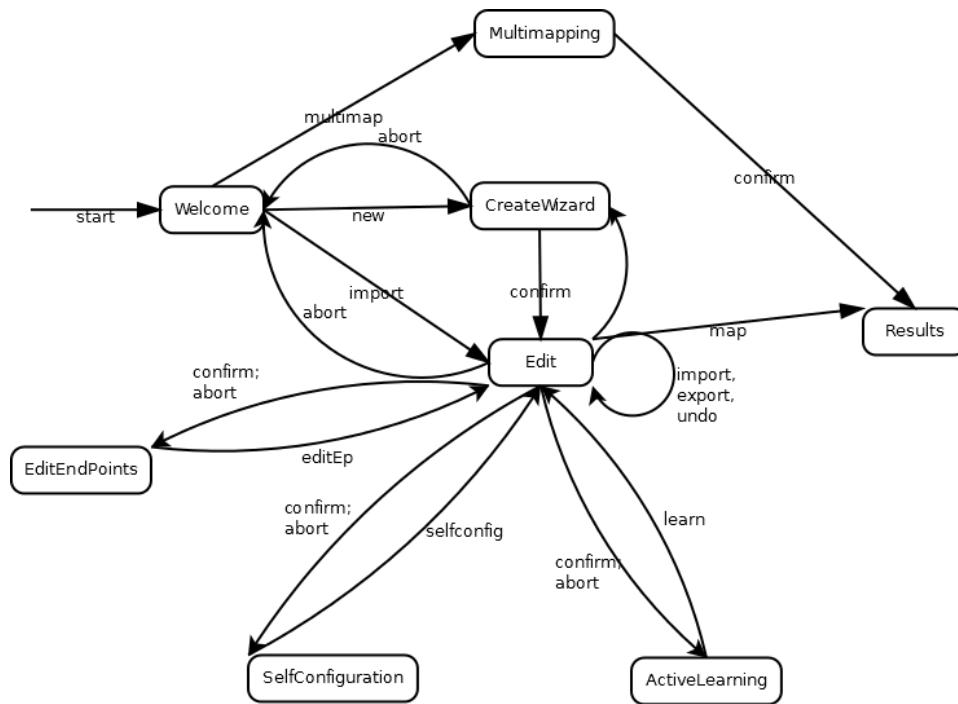 Multimapping
multimap
abort
confirm
Welcome
CreateWizard
start
new
import
confirm
abort
map
Results
Edit
confirm;
abort
import,
export,
undo
EditEndPoints
editEp
confirm;
abort
selfconfig
learn
confirm;
abort
SelfConfiguration
ActiveLearning